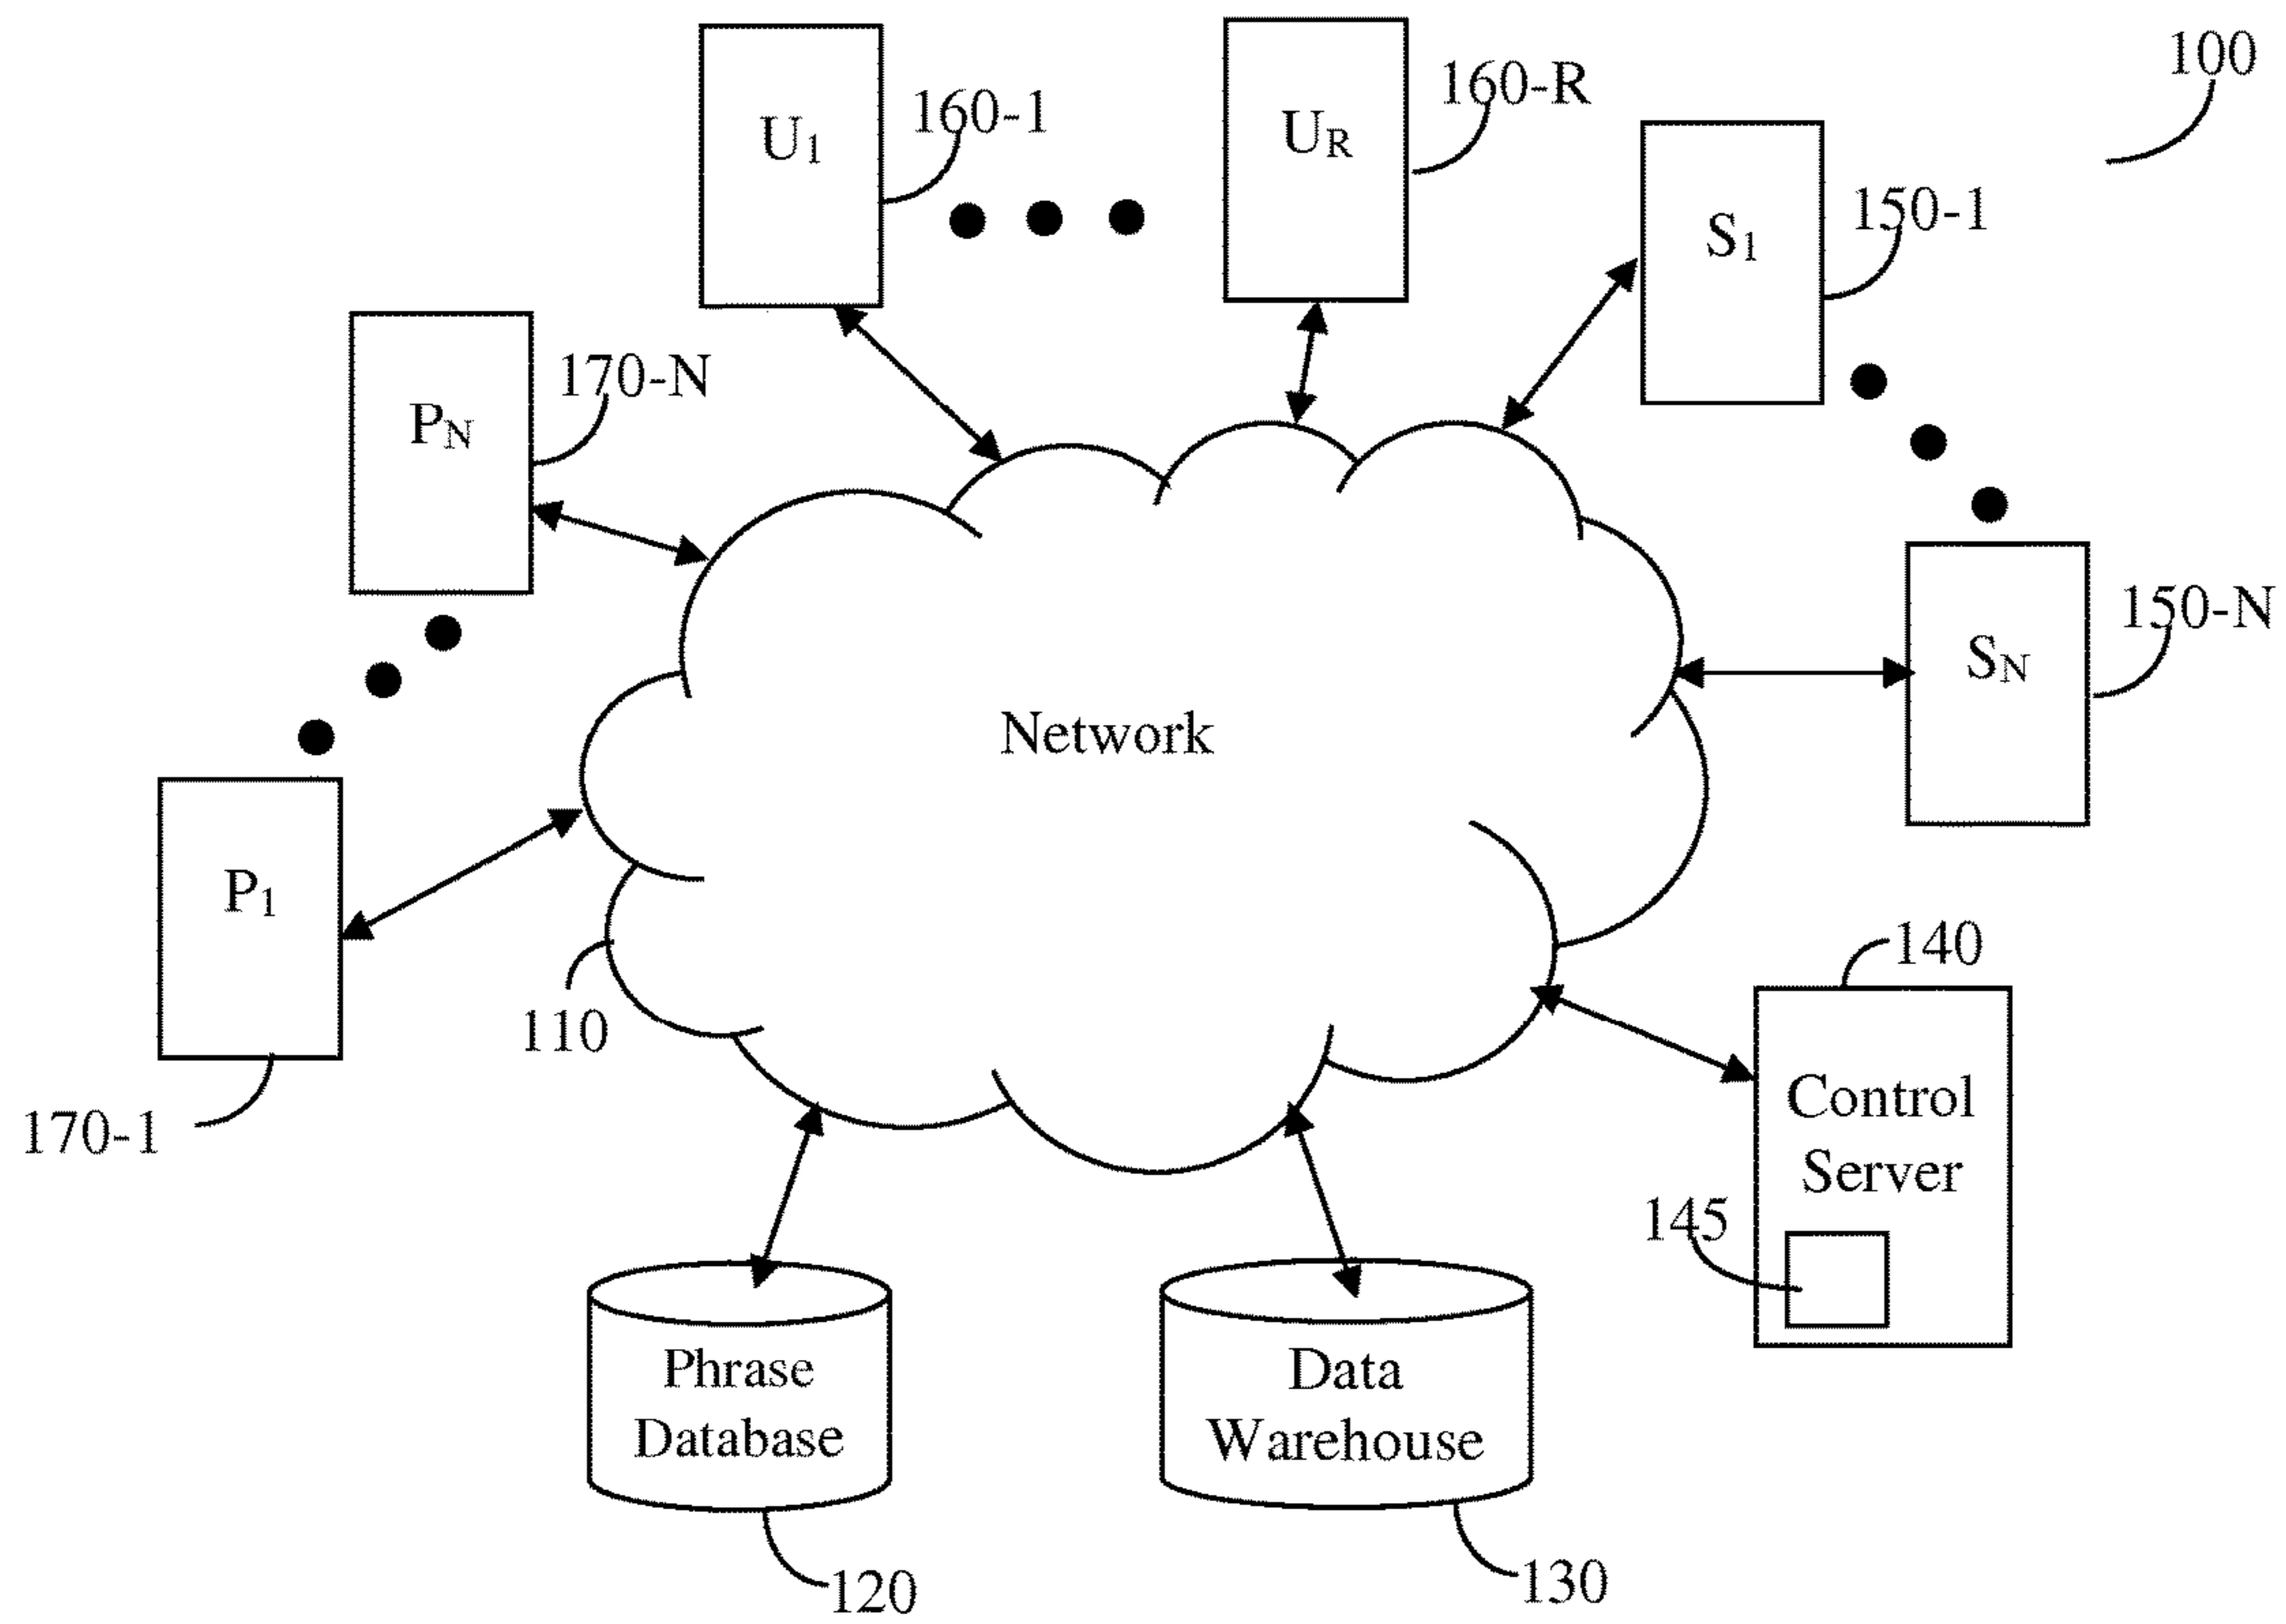 100
U1
160-1
UR
160-R
S1
150-1
PN
170-N
SN
150-N
Network
P1
170-1
110
140
Control
Server
145
Phrase
Database
120
Data
Warehouse
130